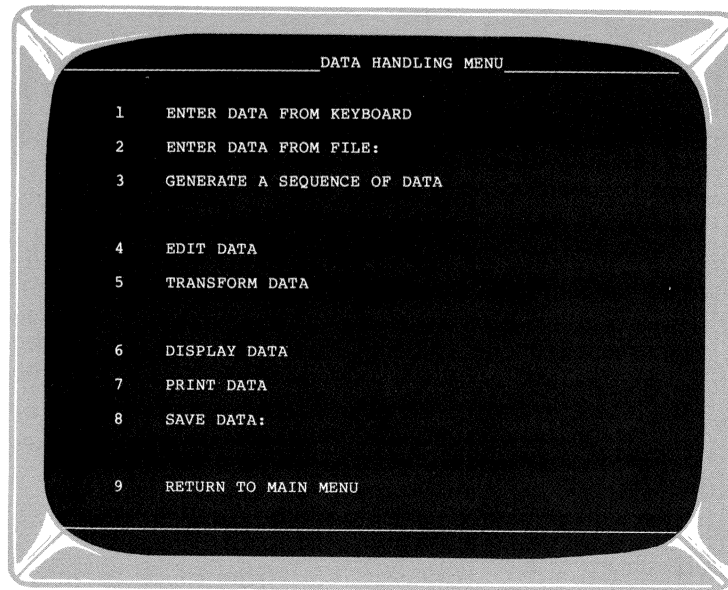 DATA HANDLING MENU
1 ENTER DATA FROM KEYBOARD
2 ENTER DATA FROM FILE:
3 GENERATE A SEQUENCE OF DATA
4 EDIT DATA
5 TRANSFORM DATA
6 DISPLAY DATA
7 PRINT DATA
8 SAVE DATA:
9 RETURN TO MAIN MENU